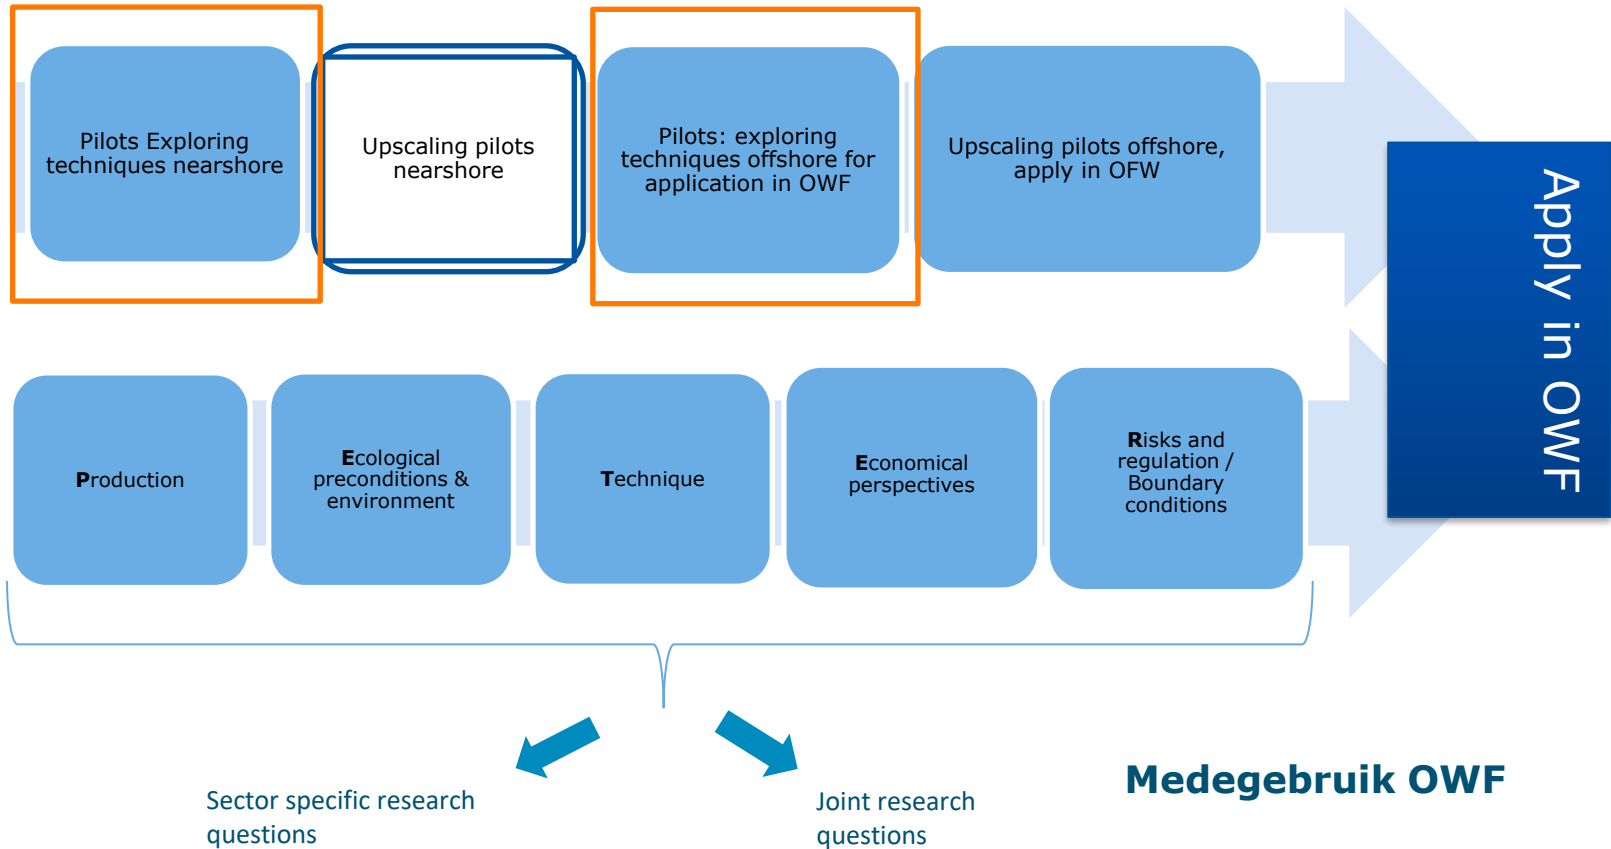 Pilots Exploring
techniques nearshore
Upscaling pilots
nearshore
Pilots: exploring
techniques offshore for
application in OWF
Upscaling pilots offshore,
apply in OFW
Apply in OWF
Production
Ecological
preconditions &
environment
Technique
Economical
perspectives
Risks and
regulation /
Boundary
conditions
Sector specific research
questions
Joint research
questions
Medegebruik OWF